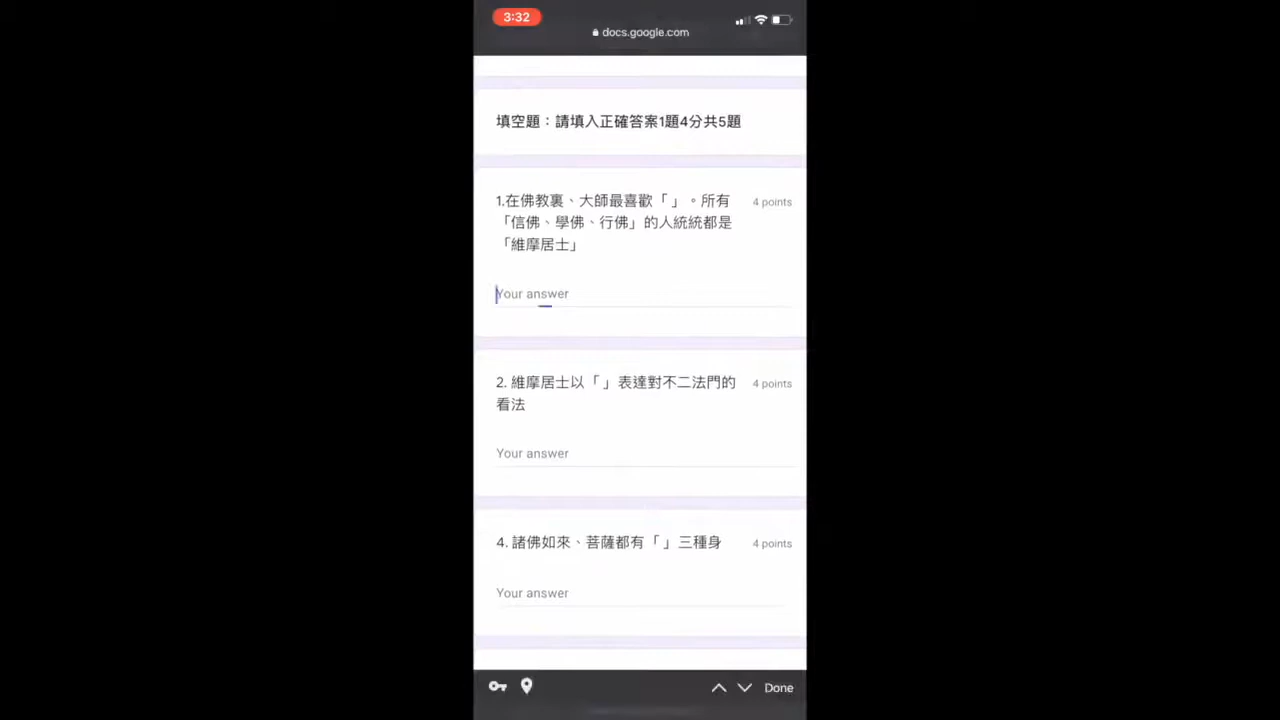 3:32
docs.google.com
填空題：請填入正確答案1題4分共5題
1.在佛教裏、大師最喜歡「 」。所有
4 points
「信佛、學佛、行佛」的人統統都是
「維摩居士」
Your answer
2. 維摩居士以「 」表達對不二法門的
4 points
看法
Your answer
4. 諸佛如來、菩薩都有「 」三種身
4 points
Your answer
Done